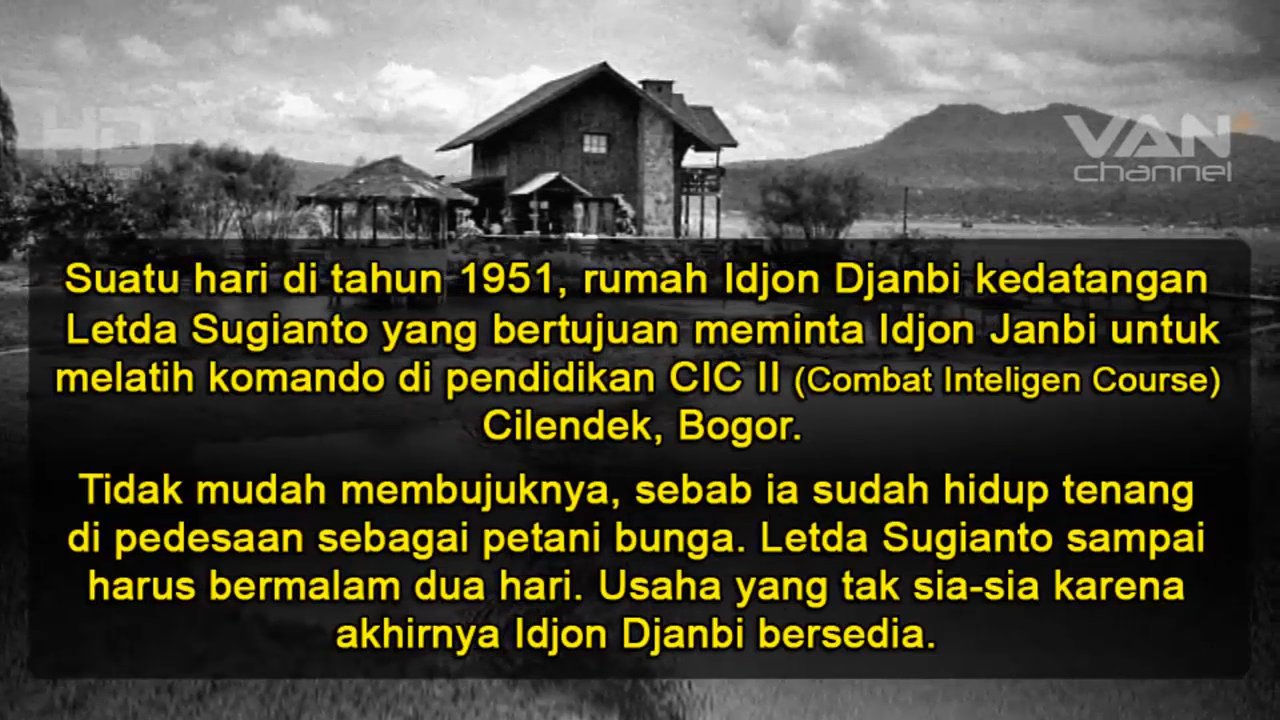 HD
VAN
channel
Suatu hari di tahun 1951, rumah Idjon Djanbi kedatangan
Letda Sugianto yang bertujuan meminta Idjon Janbi untuk
melatih komando di pendidikan CIC II (Combat Inteligen Course)
Cilendek, Bogor.
Tidak mudah membujuknya, sebab ia sudah hidup tenang
di pedesaan sebagai petani bunga. Letda Sugianto sampai
harus bermalam dua hari. Usaha yang tak sia-sia karena
akhirnya Idjon Djanbi bersedia.